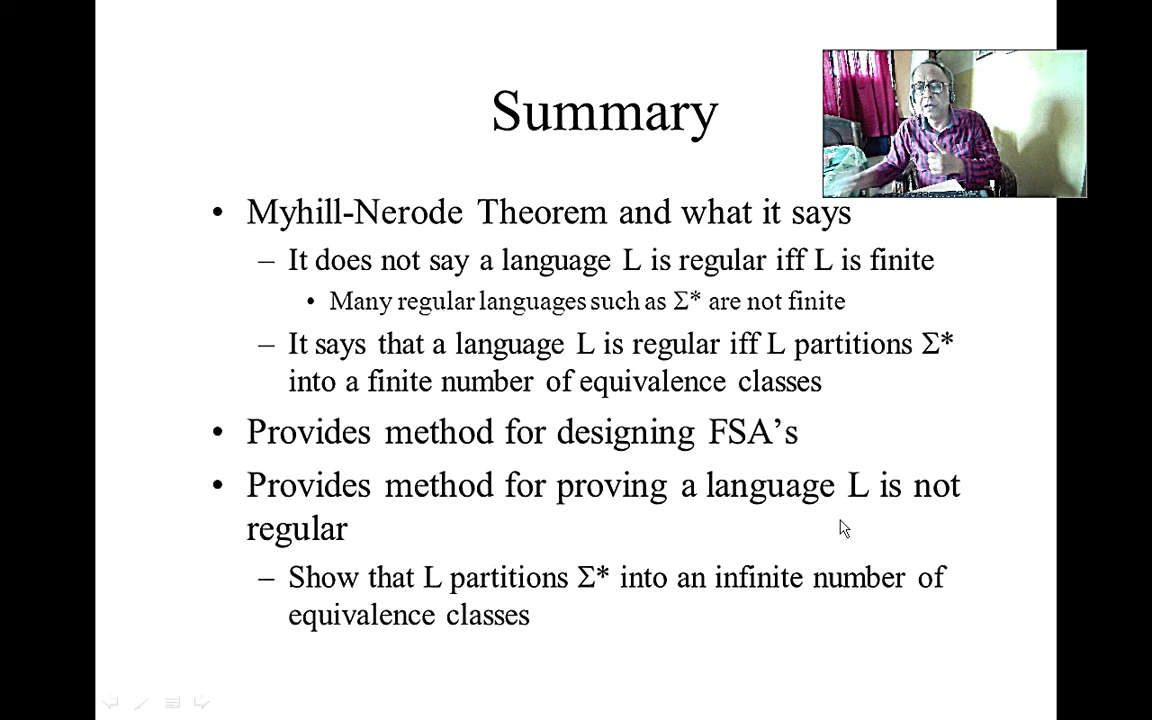 Summary
• Myhill-Nerode Theorem and what it says
– It does not say a language L is regular iff L is finite
• Many regular languages such as Σ* are not finite
– It says that a language L is regular iff L partitions Σ*
into a finite number of equivalence classes
• Provides method for designing FSA’s
• Provides method for proving a language L is not
regular
– Show that L partitions Σ* into an infinite number of
equivalence classes